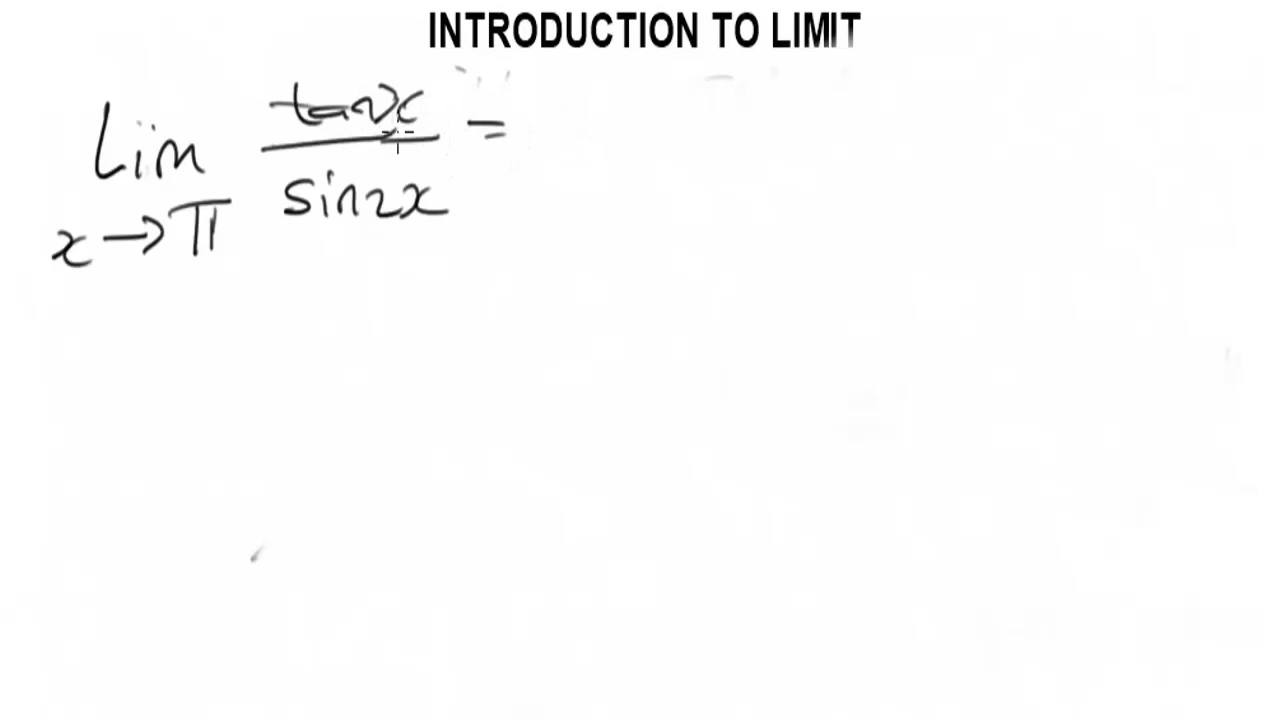 INTRODUCTION TO LIMIT
tanx
Lim =
sin2x
x→π